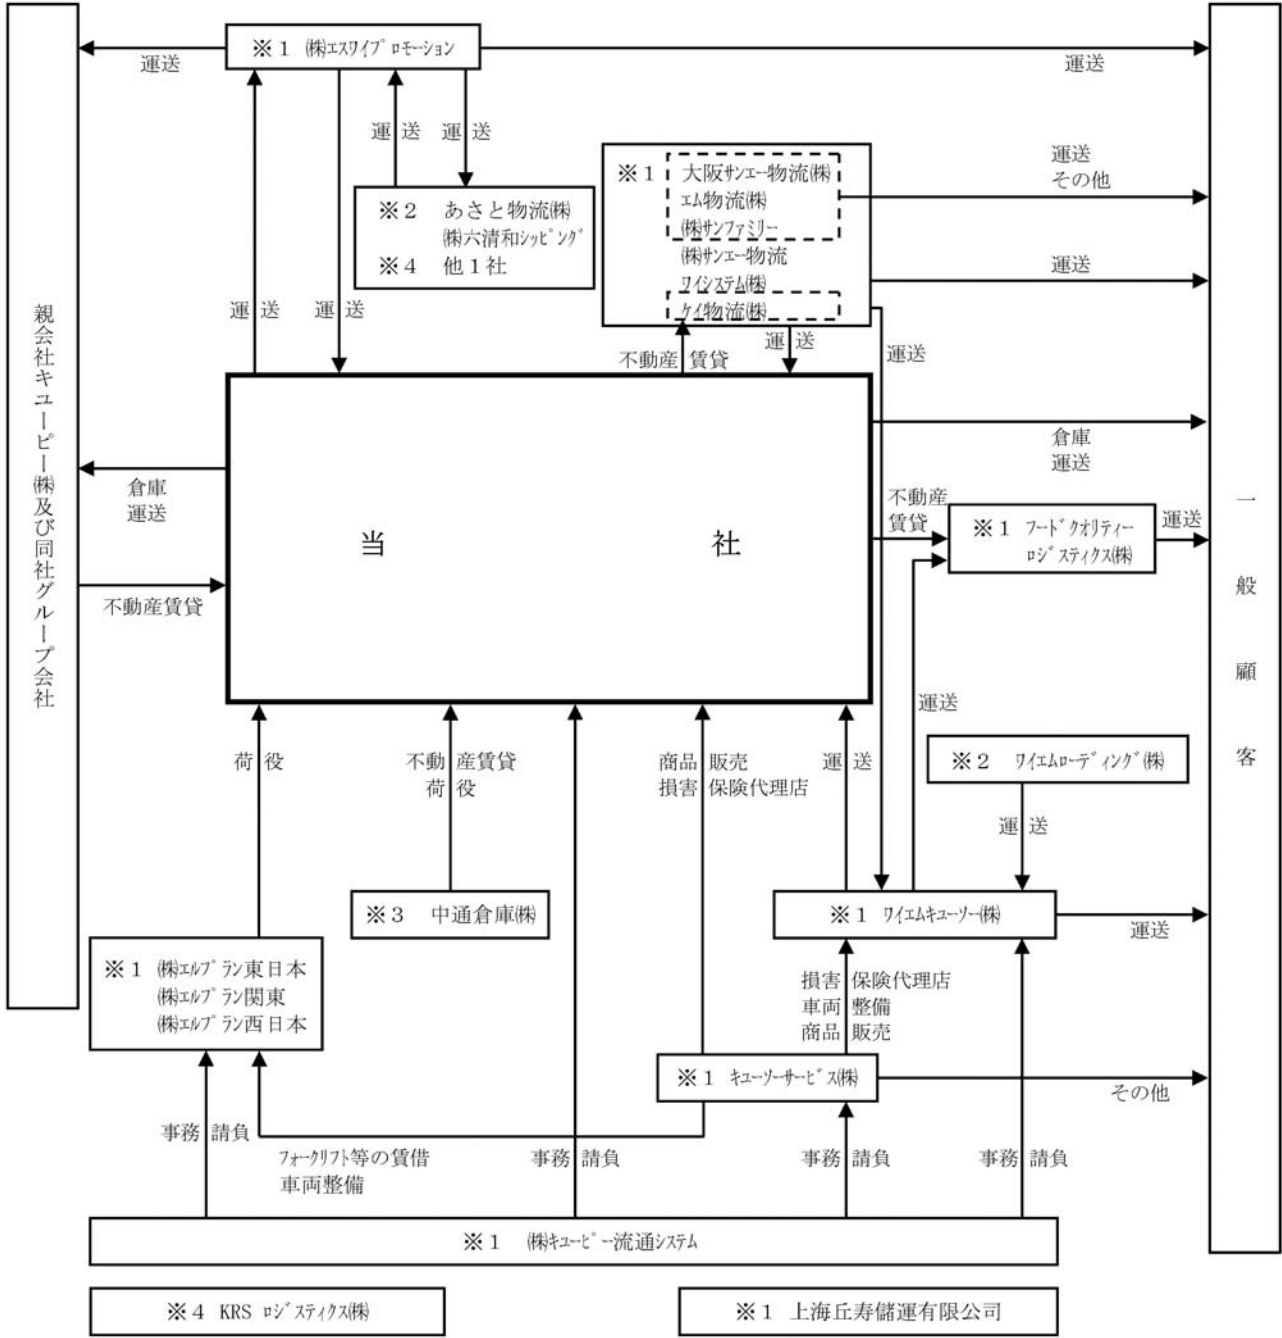 ※１ ㈱エスワイプロモーション
運送
運送
運送
運送
※２ あさと物流㈱
㈱六清和シッピング
※４ 他１社
※１ 大阪サンエー物流㈱
エム物流㈱
㈱サンファミリー
㈱サンエー物流
ワイシステム㈱
ケイ物流㈱
運送
その他
運送
運送
運送
不動産賃貸
運送
運送
親会社キユーピー㈱及び同社グループ会社
一般顧客
当社
倉庫
運送
倉庫
運送
不動産賃貸
不動産
賃貸
※１ フードクオリティー
ロジスティクス㈱
運送
運送
荷役
不動産賃貸
荷役
商品販売
損害保険代理店
運送
※２ ワイエムローディング㈱
運送
※３ 中通倉庫㈱
※１ ワイエムキユーソー㈱
運送
※１ ㈱エルプラン東日本
㈱エルプラン関東
㈱エルプラン西日本
損害保険代理店
車両整備
商品販売
※１ キユーソーサービス㈱
その他
事務請負
フォークリフト等の賃借
車両整備
事務請負
事務請負
事務請負
※１ ㈱キユーピー流通システム
※４ KRS ロジスティクス㈱
※１ 上海丘寿儲運有限公司